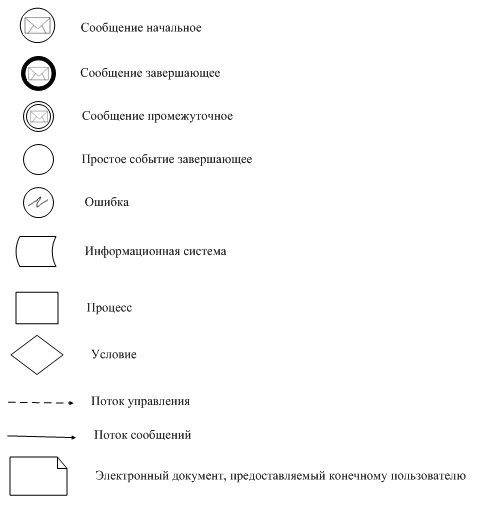 Сообщение начальное
Сообщение завершающее
Сообщение промежуточное
Простое событие завершающее
Ошибка
Информационная система
Процесс
Условие
Поток управления
Поток сообщений
Электронный документ, предоставляемый конечному пользователю